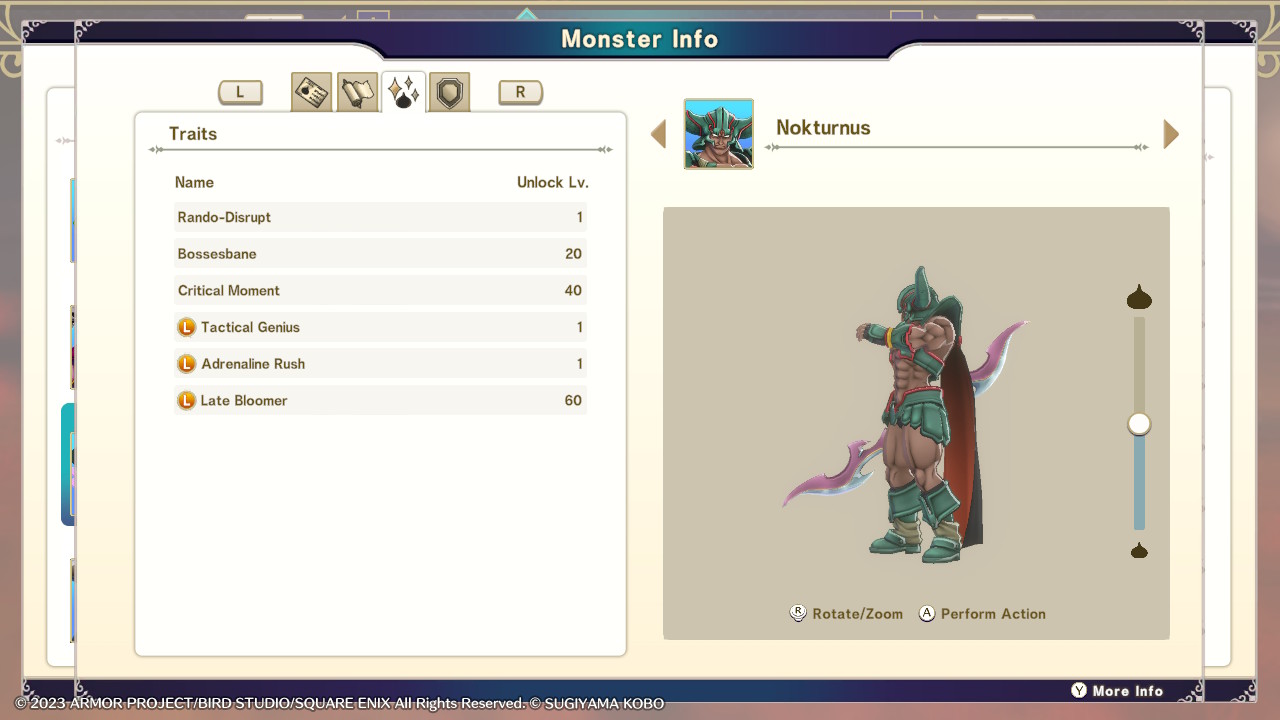 Monster Info
L
R
Traits
Name Unlock Lv.
Rando-Disrupt 1
Bossesbane 20
Critical Moment 40
L Tactical Genius 1
L Adrenaline Rush 1
L Late Bloomer 60
Nokturnus
R Rotate/Zoom A Perform Action
Y More Info
© 2023 ARMOR PROJECT/BIRD STUDIO/SQUARE ENIX All Rights Reserved. © SUGIYAMA KOBO